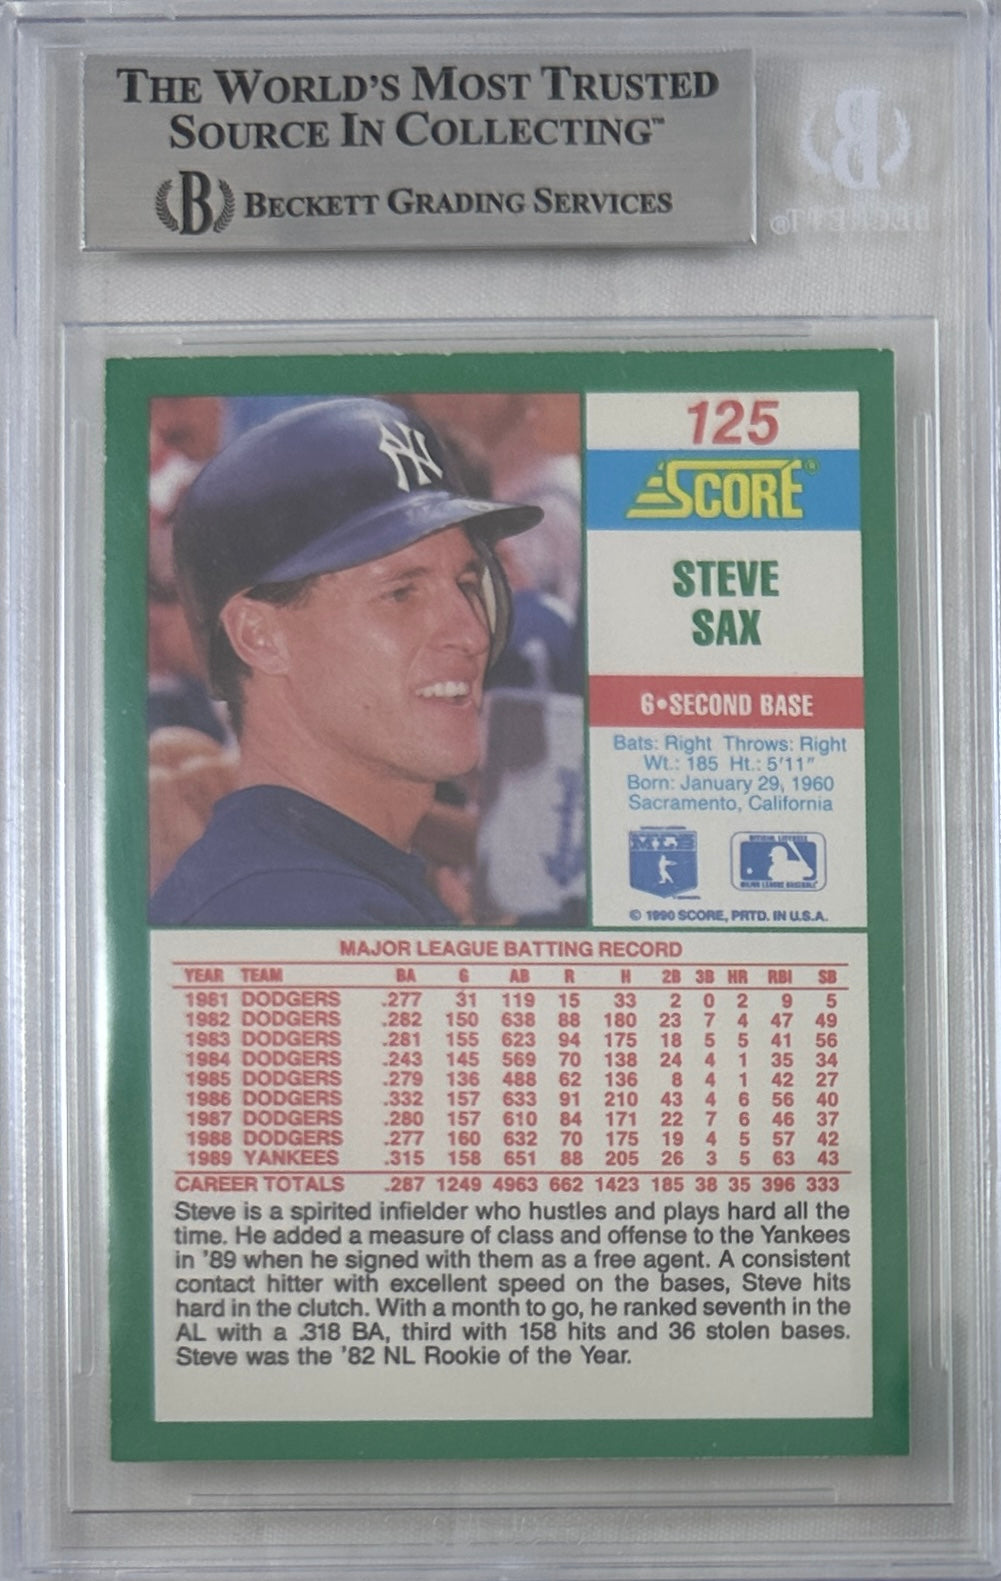 THE WORLD'S MOST TRUSTED
SOURCE IN COLLECTING™
B BECKETT GRADING SERVICES
B
BECKETT®
NY
125
SCORE®
STEVE
SAX
6•SECOND BASE
Bats: Right Throws: Right
Wt.: 185 Ht.: 5'11"
Born: January 29, 1960
Sacramento, California
MLB
OFFICIAL LICENSEE
MAJOR LEAGUE BASEBALL
© 1990 SCORE, PRTD. IN U.S.A.
MAJOR LEAGUE BATTING RECORD
YEAR TEAM BA G AB R H 2B 3B HR RBI SB
1981 DODGERS .277 31 119 15 33 2 0 2 9 5
1982 DODGERS .282 150 638 88 180 23 7 4 47 49
1983 DODGERS .281 155 623 94 175 18 5 5 41 56
1984 DODGERS .243 145 569 70 138 24 4 1 35 34
1985 DODGERS .279 136 488 62 136 8 4 1 42 27
1986 DODGERS .332 157 633 91 210 43 4 6 56 40
1987 DODGERS .280 157 610 84 171 22 7 6 46 37
1988 DODGERS .277 160 632 70 175 19 4 5 57 42
1989 YANKEES .315 158 651 88 205 26 3 5 63 43
CAREER TOTALS .287 1249 4963 662 1423 185 38 35 396 333
Steve is a spirited infielder who hustles and plays hard all the
time. He added a measure of class and offense to the Yankees
in '89 when he signed with them as a free agent. A consistent
contact hitter with excellent speed on the bases, Steve hits
hard in the clutch. With a month to go, he ranked seventh in the
AL with a .318 BA, third with 158 hits and 36 stolen bases.
Steve was the '82 NL Rookie of the Year.